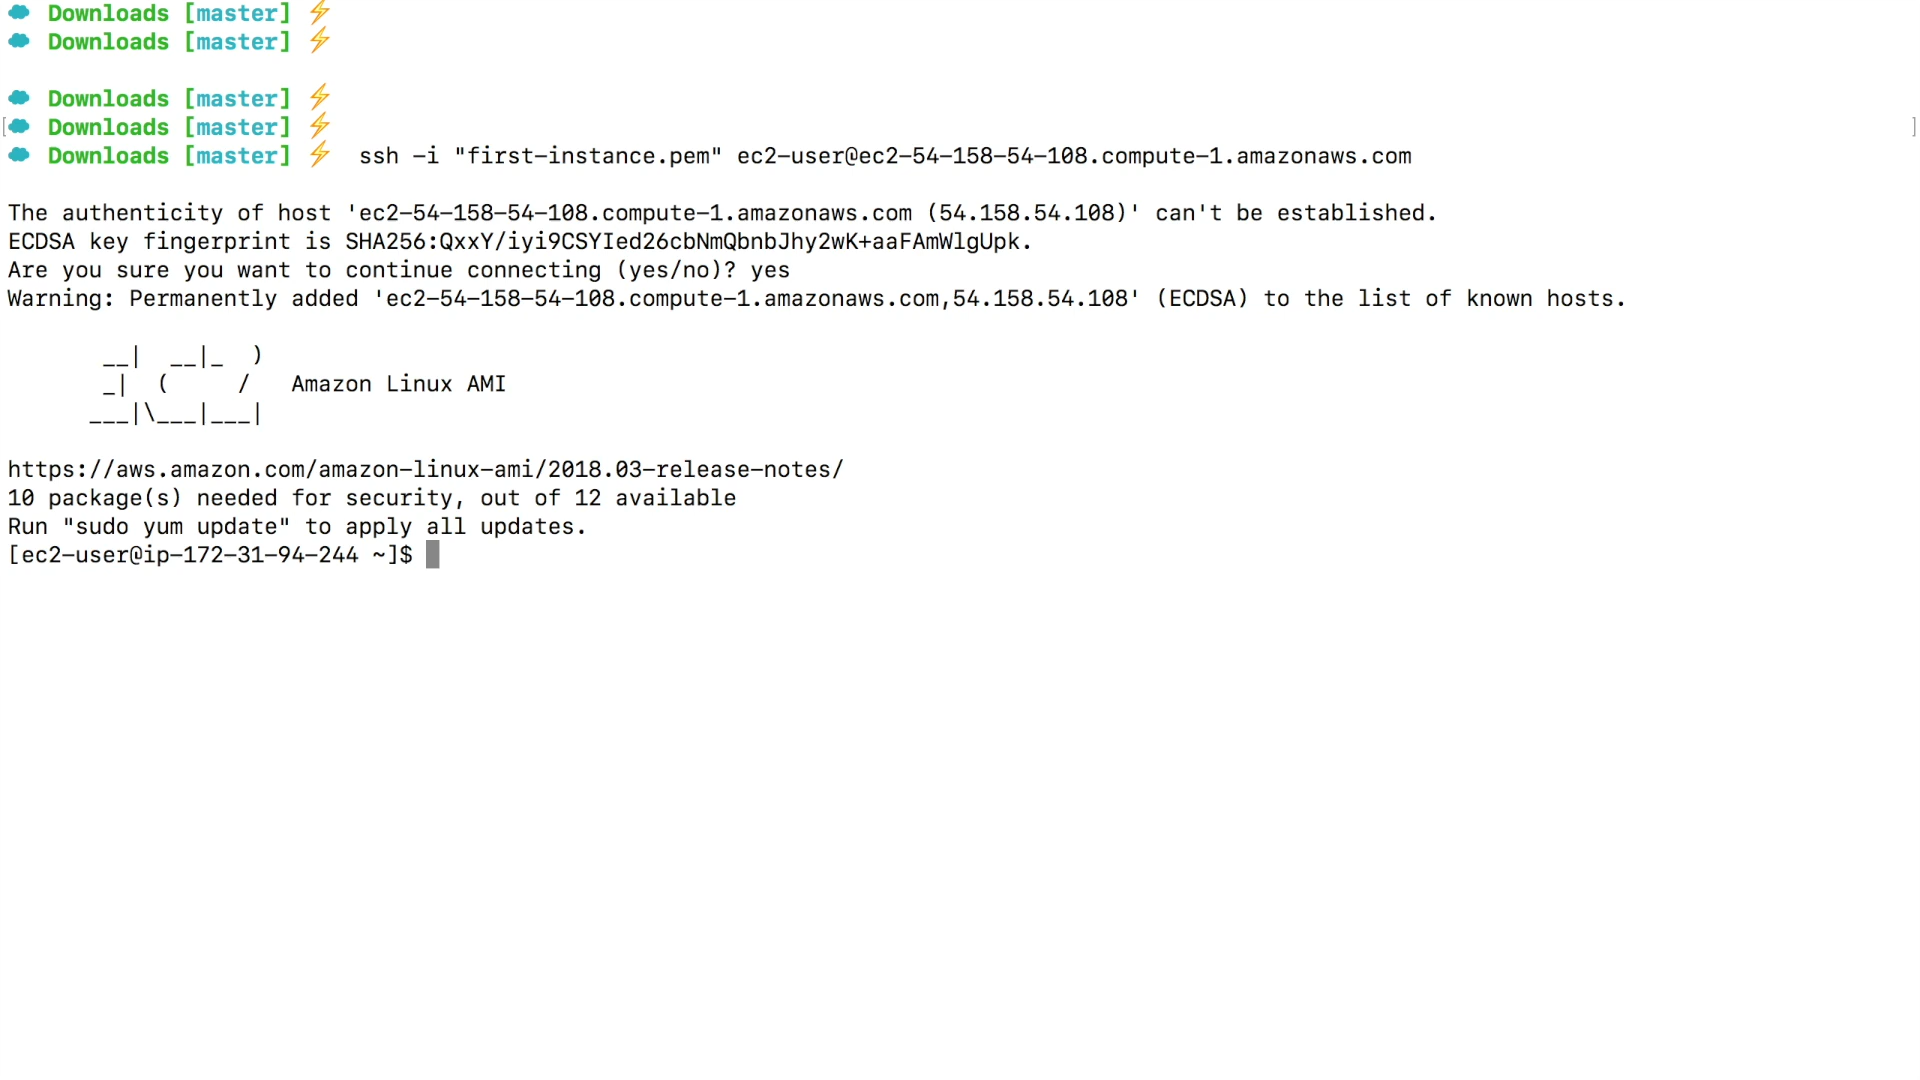 Downloads [master] ⚡
Downloads [master] ⚡
Downloads [master] ⚡
[ Downloads [master] ⚡ ]
Downloads [master] ⚡ ssh -i "first-instance.pem" ec2-user@ec2-54-158-54-108.compute-1.amazonaws.com
The authenticity of host 'ec2-54-158-54-108.compute-1.amazonaws.com (54.158.54.108)' can't be established.
ECDSA key fingerprint is SHA256:QxxY/iyi9CSYIed26cbNmQbnbJhy2wK+aaFAmWlgUpk.
Are you sure you want to continue connecting (yes/no)? yes
Warning: Permanently added 'ec2-54-158-54-108.compute-1.amazonaws.com,54.158.54.108' (ECDSA) to the list of known hosts.
       __|  __|_  )
       _|  (     /   Amazon Linux AMI
      ___|\___|___|
https://aws.amazon.com/amazon-linux-ami/2018.03-release-notes/
10 package(s) needed for security, out of 12 available
Run "sudo yum update" to apply all updates.
[ec2-user@ip-172-31-94-244 ~]$